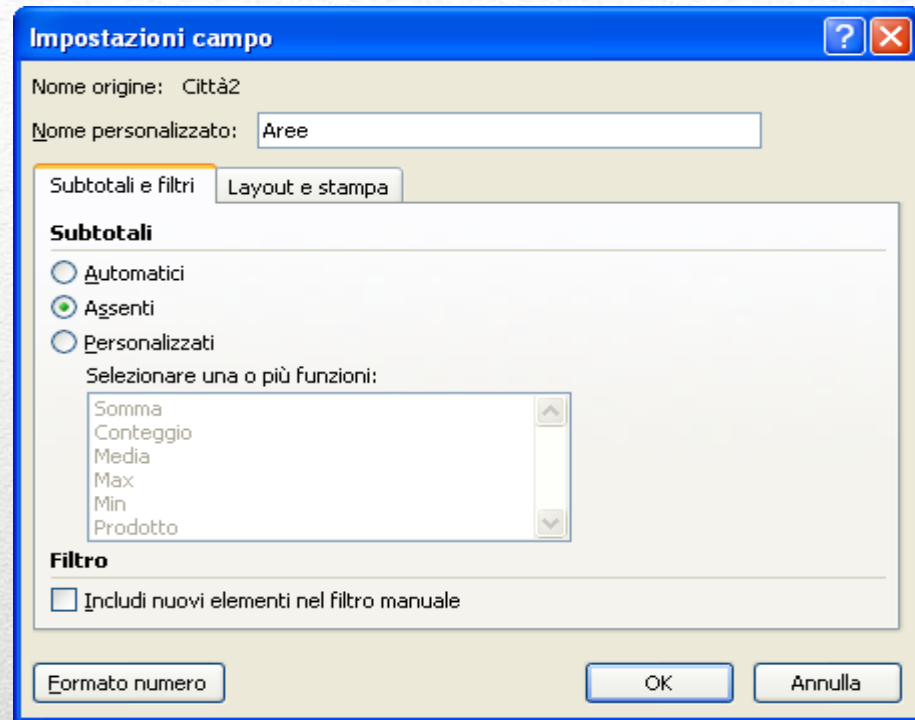 Impostazioni campo
Nome origine: Città2
Nome personalizzato: Aree
Subtotali e filtri Layout e stampa
Subtotali
Automatici
Assenti
Personalizzati
Selezionare una o più funzioni:
Somma
Conteggio
Media
Max
Min
Prodotto
Filtro
Includi nuovi elementi nel filtro manuale
Formato numero OK Annulla